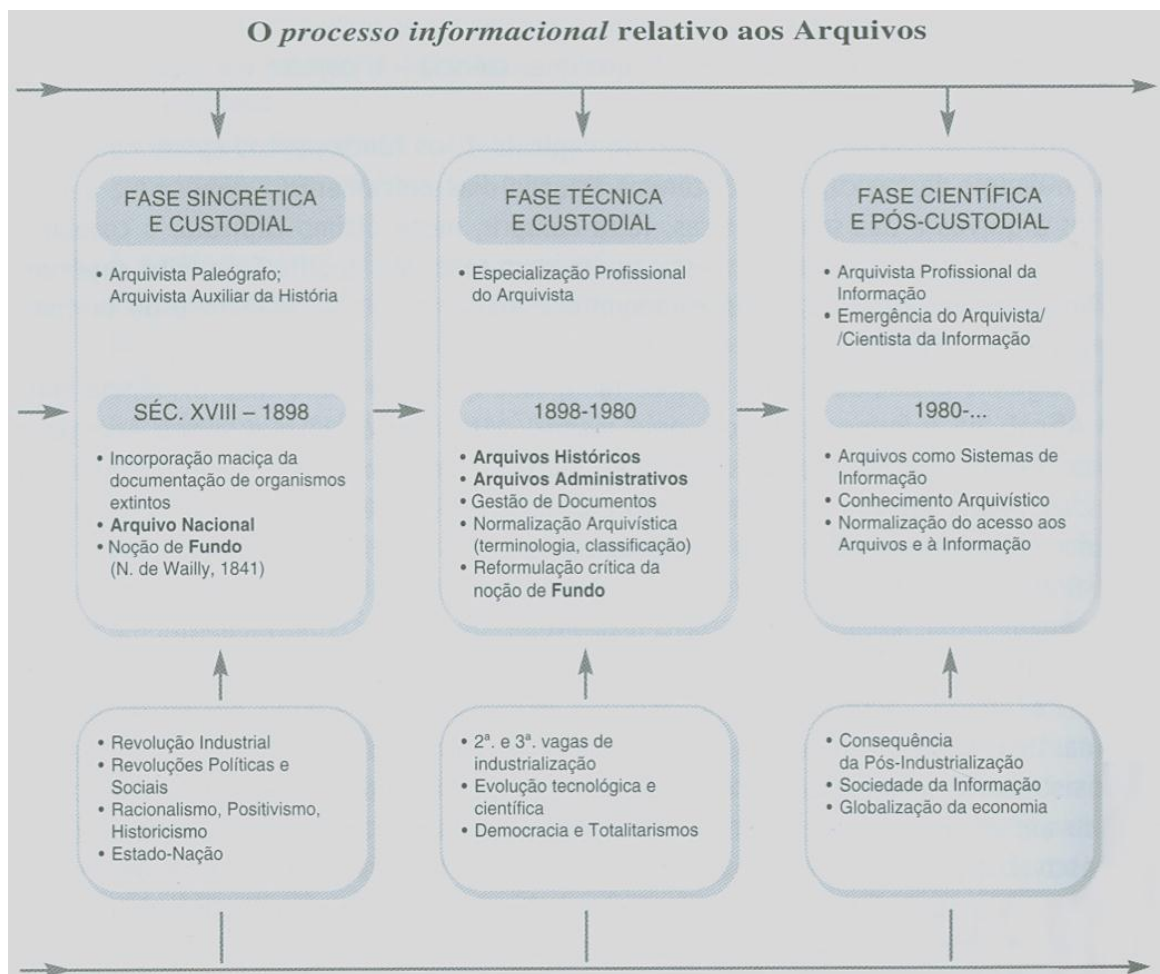 O processo informacional relativo aos Arquivos
FASE SINCRÉTICA
E CUSTODIAL
• Arquivista Paleógrafo;
Arquivista Auxiliar da História
SÉC. XVIII – 1898
• Incorporação maciça da
documentação de organismos
extintos
• Arquivo Nacional
• Noção de Fundo
(N. de Wailly, 1841)
• Revolução Industrial
• Revoluções Políticas e
Sociais
• Racionalismo, Positivismo,
Historicismo
• Estado-Nação
FASE TÉCNICA
E CUSTODIAL
• Especialização Profissional
do Arquivista
1898-1980
• Arquivos Históricos
• Arquivos Administrativos
• Gestão de Documentos
• Normalização Arquivística
(terminologia, classificação)
• Reformulação crítica da
noção de Fundo
• 2ª. e 3ª. vagas de
industrialização
• Evolução tecnológica e
científica
• Democracia e Totalitarismos
FASE CIENTÍFICA
E PÓS-CUSTODIAL
• Arquivista Profissional da
Informação
• Emergência do Arquivista/
/Cientista da Informação
1980-...
• Arquivos como Sistemas de
Informação
• Conhecimento Arquivístico
• Normalização do acesso aos
Arquivos e à Informação
• Consequência
da Pós-Industrialização
• Sociedade da Informação
• Globalização da economia